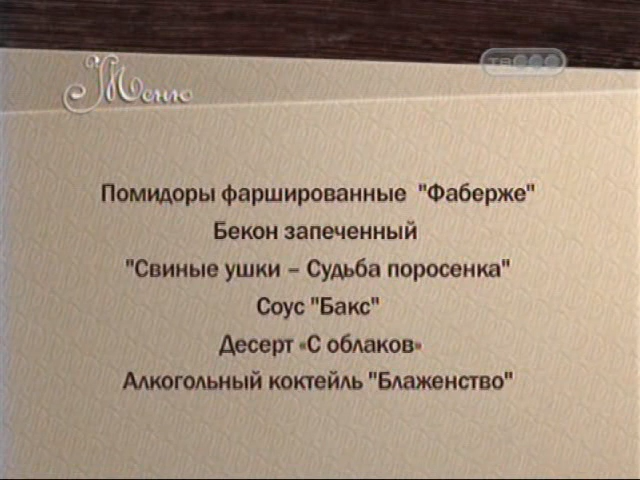 Меню
Помидоры фаршированные "Фаберже"
Бекон запеченный
"Свиные ушки – Судьба поросенка"
Соус "Бакс"
Десерт «С облаков»
Алкогольный коктейль "Блаженство"